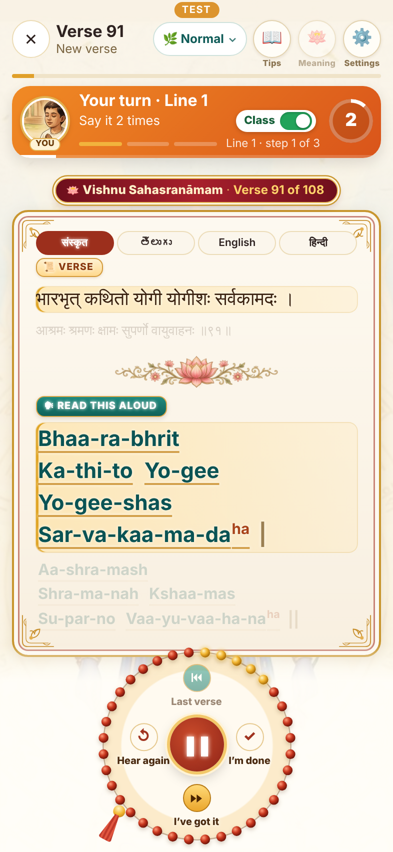 TEST
Verse 91
New verse
🌿 Normal
Tips
Meaning
Settings
Your turn · Line 1
Say it 2 times
YOU
Class
2
Line 1 · step 1 of 3
Vishnu Sahasranāmam · Verse 91 of 108
संस्कृत
తెలుగు
English
हिन्दी
VERSE
भारभृत् कथितो योगी योगीशः सर्वकामदः ।
आश्रमः श्रमणः क्षामः सुपर्णो वायुवाहनः ॥९१॥
READ THIS ALOUD
Bhaa-ra-bhrit
Ka-thi-to Yo-gee
Yo-gee-shas
Sar-va-kaa-ma-da ha |
Aa-shra-mash
Shra-ma-nah Kshaa-mas
Su-par-no Vaa-yu-vaa-ha-na ha ||
Last verse
Hear again
I'm done
I've got it